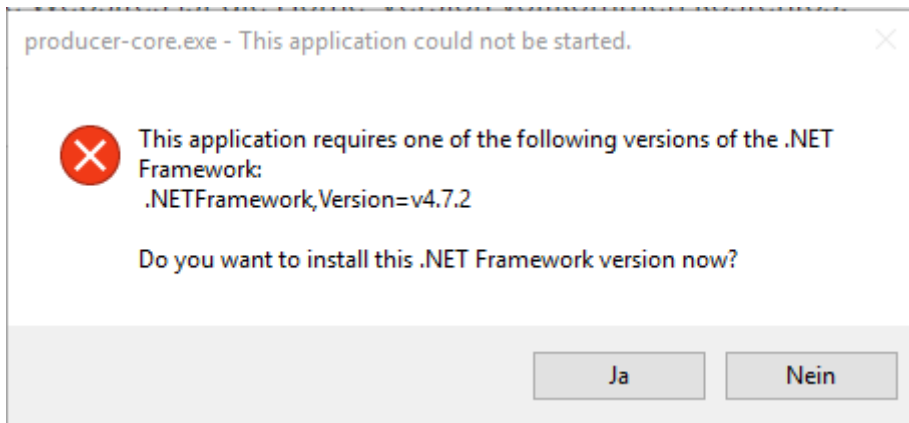 producer-core.exe - This application could not be started.
This application requires one of the following versions of the .NET
Framework:
.NETFramework,Version=v4.7.2
Do you want to install this .NET Framework version now?
Ja
Nein